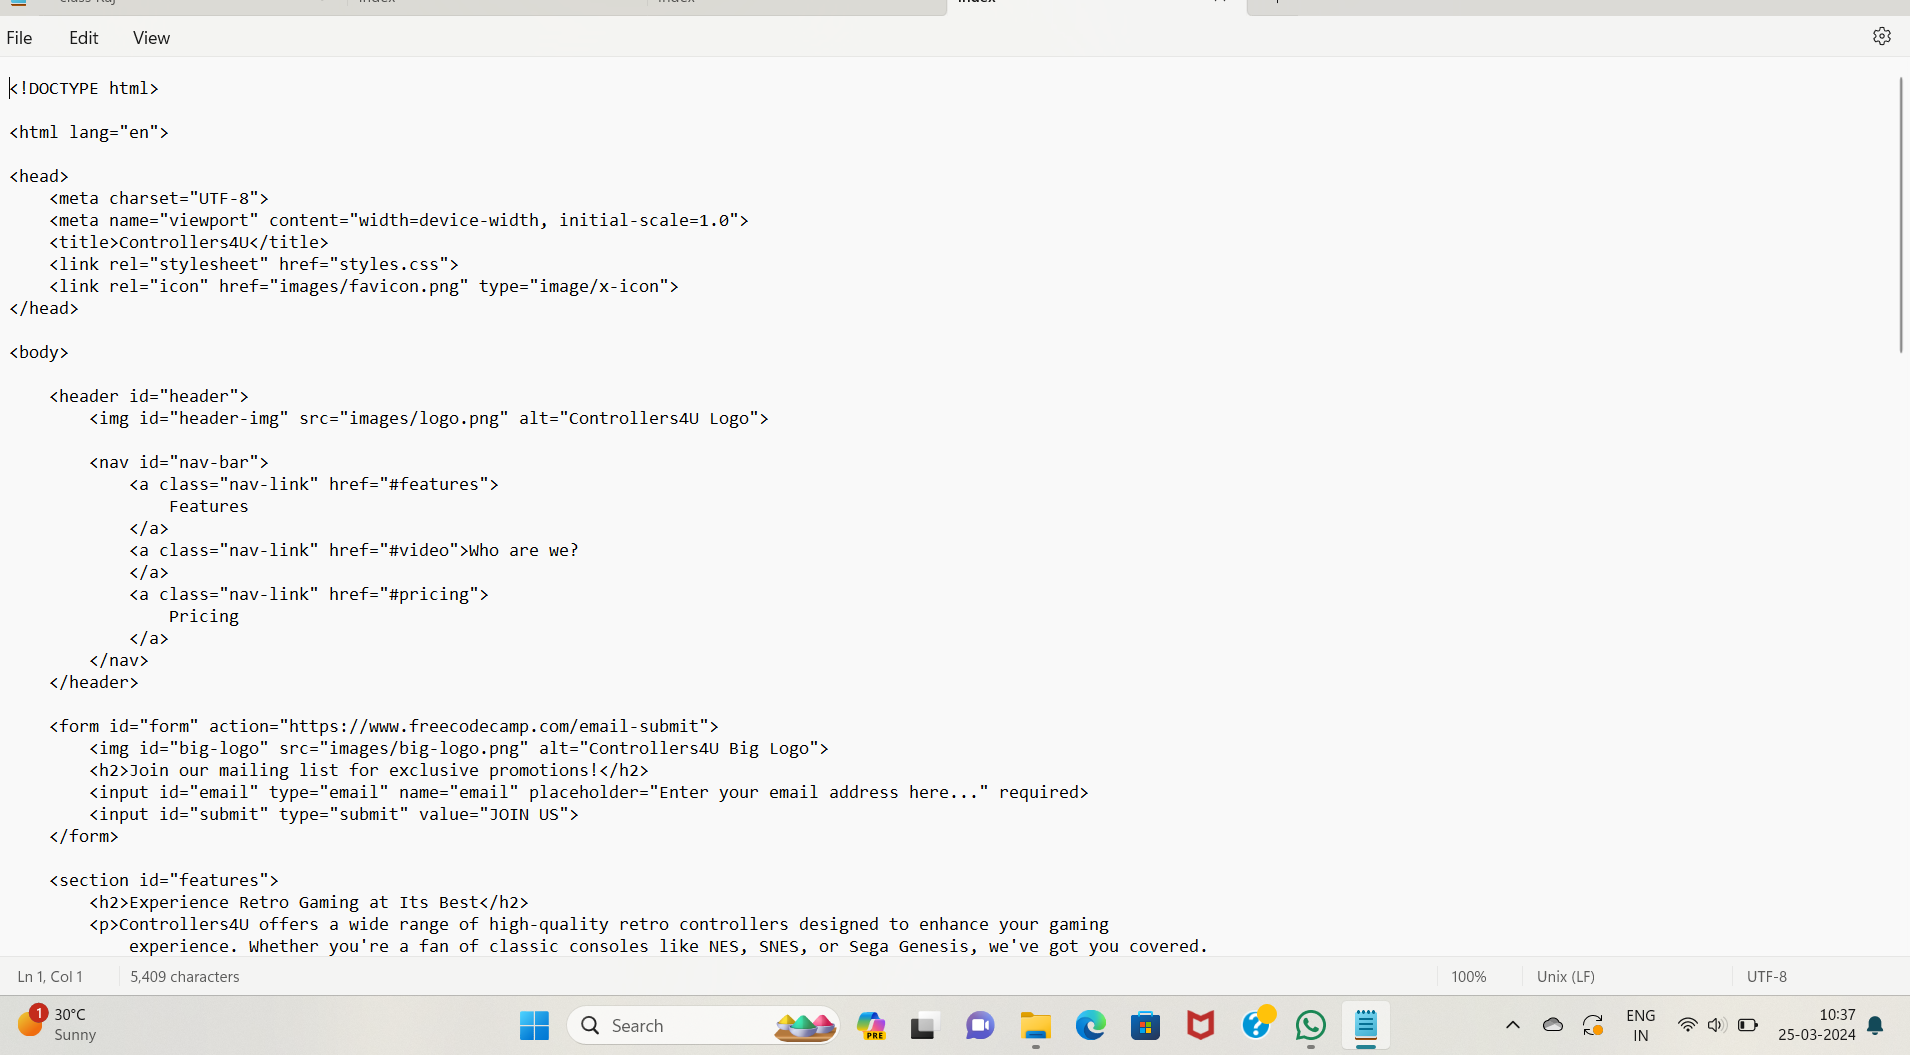 File Edit View
<!DOCTYPE html>
<html lang="en">
<head>
<meta charset="UTF-8">
<meta name="viewport" content="width=device-width, initial-scale=1.0">
<title>Controllers4U</title>
<link rel="stylesheet" href="styles.css">
<link rel="icon" href="images/favicon.png" type="image/x-icon">
</head>
<body>
<header id="header">
<img id="header-img" src="images/logo.png" alt="Controllers4U Logo">
<nav id="nav-bar">
<a class="nav-link" href="#features">
Features
</a>
<a class="nav-link" href="#video">Who are we?
</a>
<a class="nav-link" href="#pricing">
Pricing
</a>
</nav>
</header>
<form id="form" action="https://www.freecodecamp.com/email-submit">
<img id="big-logo" src="images/big-logo.png" alt="Controllers4U Big Logo">
<h2>Join our mailing list for exclusive promotions!</h2>
<input id="email" type="email" name="email" placeholder="Enter your email address here..." required>
<input id="submit" type="submit" value="JOIN US">
</form>
<section id="features">
<h2>Experience Retro Gaming at Its Best</h2>
<p>Controllers4U offers a wide range of high-quality retro controllers designed to enhance your gaming
experience. Whether you're a fan of classic consoles like NES, SNES, or Sega Genesis, we've got you covered.
Ln 1, Col 1 5,409 characters 100% Unix (LF) UTF-8
1 30°C
Sunny
Search
PRE
ENG
IN
10:37
25-03-2024